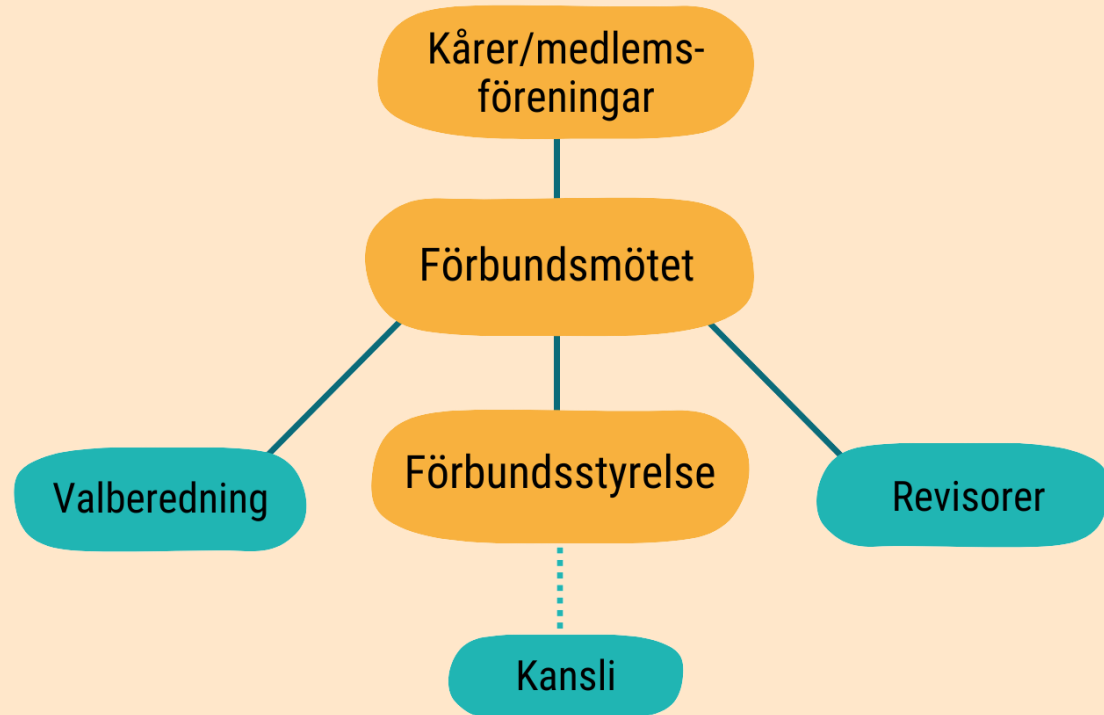 Kårer/medlems-
föreningar
Förbundsmötet
Valberedning
Förbundsstyrelse
Revisorer
Kansli